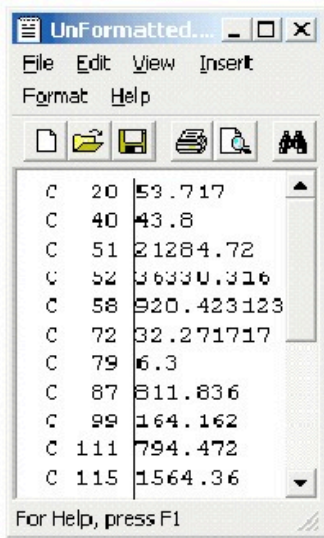 UnFormatted....
File Edit View Insert
Format Help
C 20 53.717
C 40 43.8
C 51 21284.72
C 52 36330.316
C 58 920.423123
C 72 32.271717
C 79 6.3
C 87 811.836
C 99 164.162
C 111 794.472
C 115 1564.36
For Help, press F1